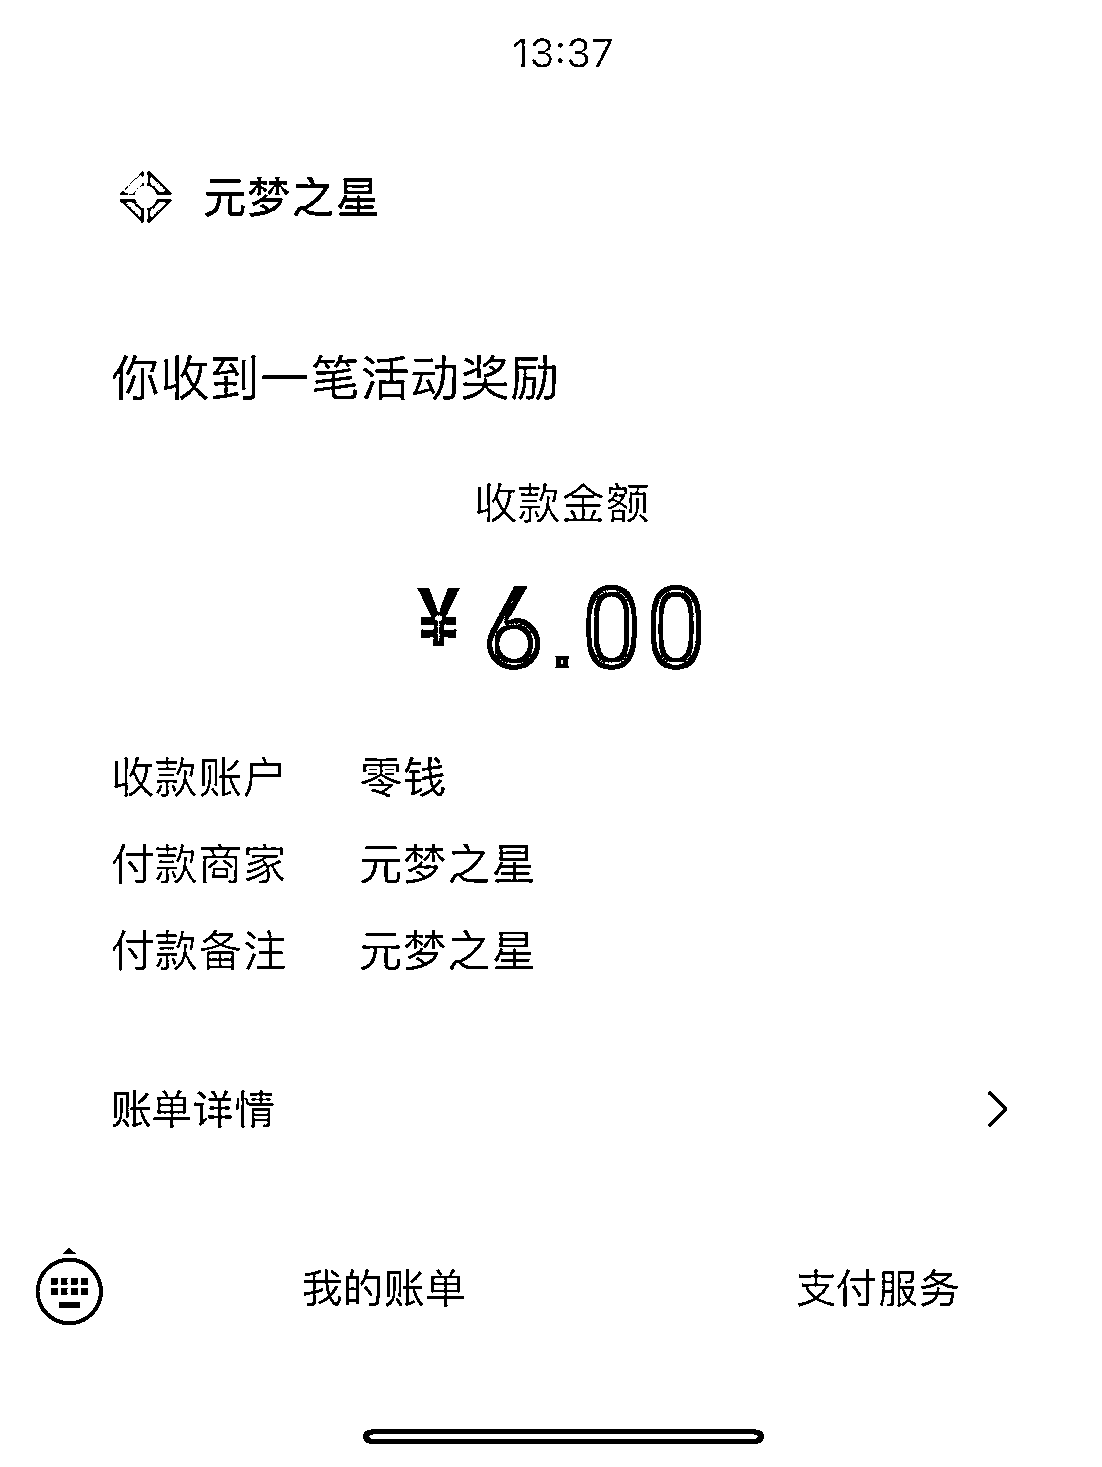 13:37
元梦之星
你收到一笔活动奖励
收款金额
¥6.00
收款账户 零钱
付款商家 元梦之星
付款备注 元梦之星
账单详情
我的账单 支付服务